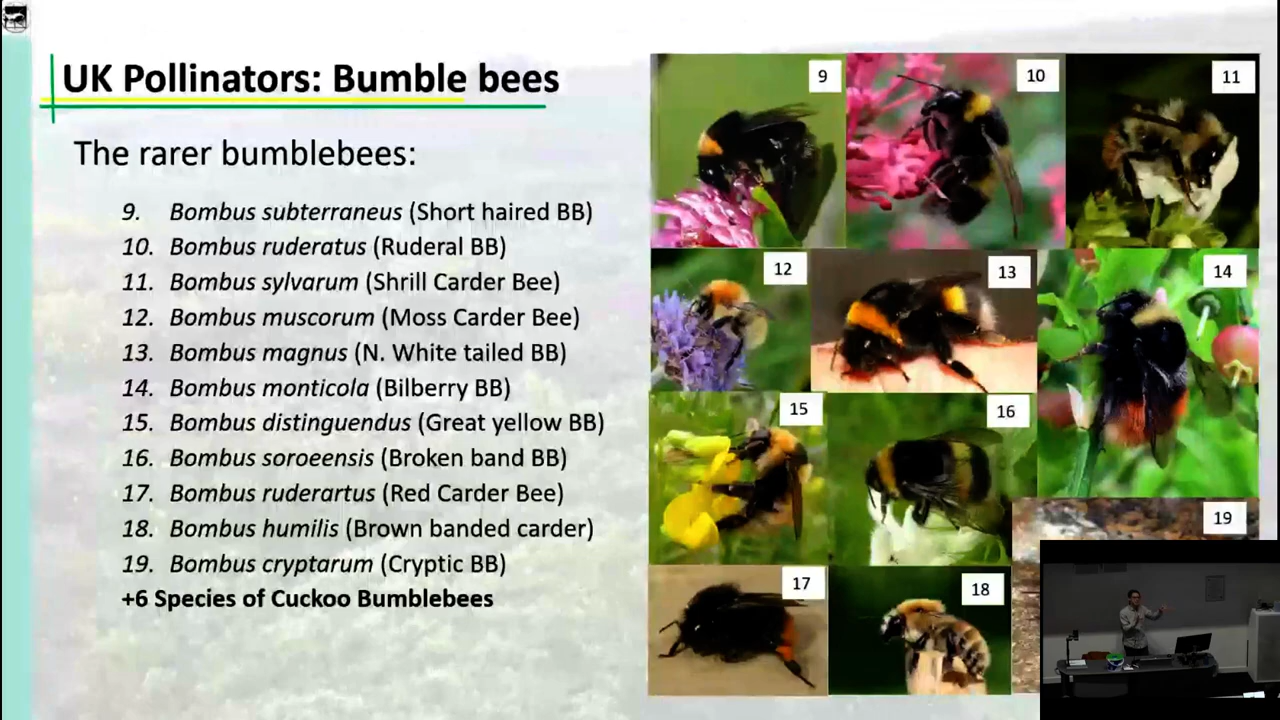 UK Pollinators: Bumble bees
The rarer bumblebees:
9. Bombus subterraneus (Short haired BB)
10. Bombus ruderatus (Ruderal BB)
11. Bombus sylvarum (Shrill Carder Bee)
12. Bombus muscorum (Moss Carder Bee)
13. Bombus magnus (N. White tailed BB)
14. Bombus monticola (Bilberry BB)
15. Bombus distinguendus (Great yellow BB)
16. Bombus soroeensis (Broken band BB)
17. Bombus ruderartus (Red Carder Bee)
18. Bombus humilis (Brown banded carder)
19. Bombus cryptarum (Cryptic BB)
+6 Species of Cuckoo Bumblebees
9
10
11
12
13
14
15
16
19
17
18